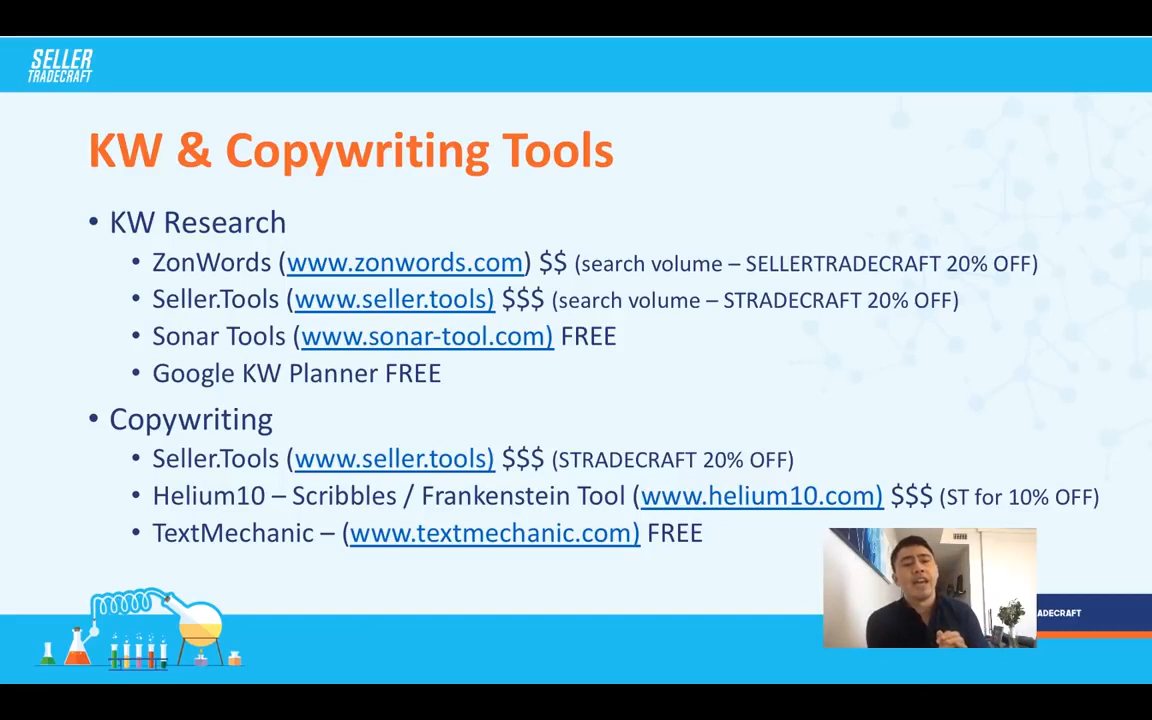 SELLER
TRADECRAFT
KW & Copywriting Tools
• KW Research
• ZonWords (www.zonwords.com) $$ (search volume – SELLERTRADECRAFT 20% OFF)
• Seller.Tools (www.seller.tools) $$$ (search volume – STRADECRAFT 20% OFF)
• Sonar Tools (www.sonar-tool.com) FREE
• Google KW Planner FREE
• Copywriting
• Seller.Tools (www.seller.tools) $$$ (STRADECRAFT 20% OFF)
• Helium10 – Scribbles / Frankenstein Tool (www.helium10.com) $$$ (ST for 10% OFF)
• TextMechanic – (www.textmechanic.com) FREE
ADECRAFT